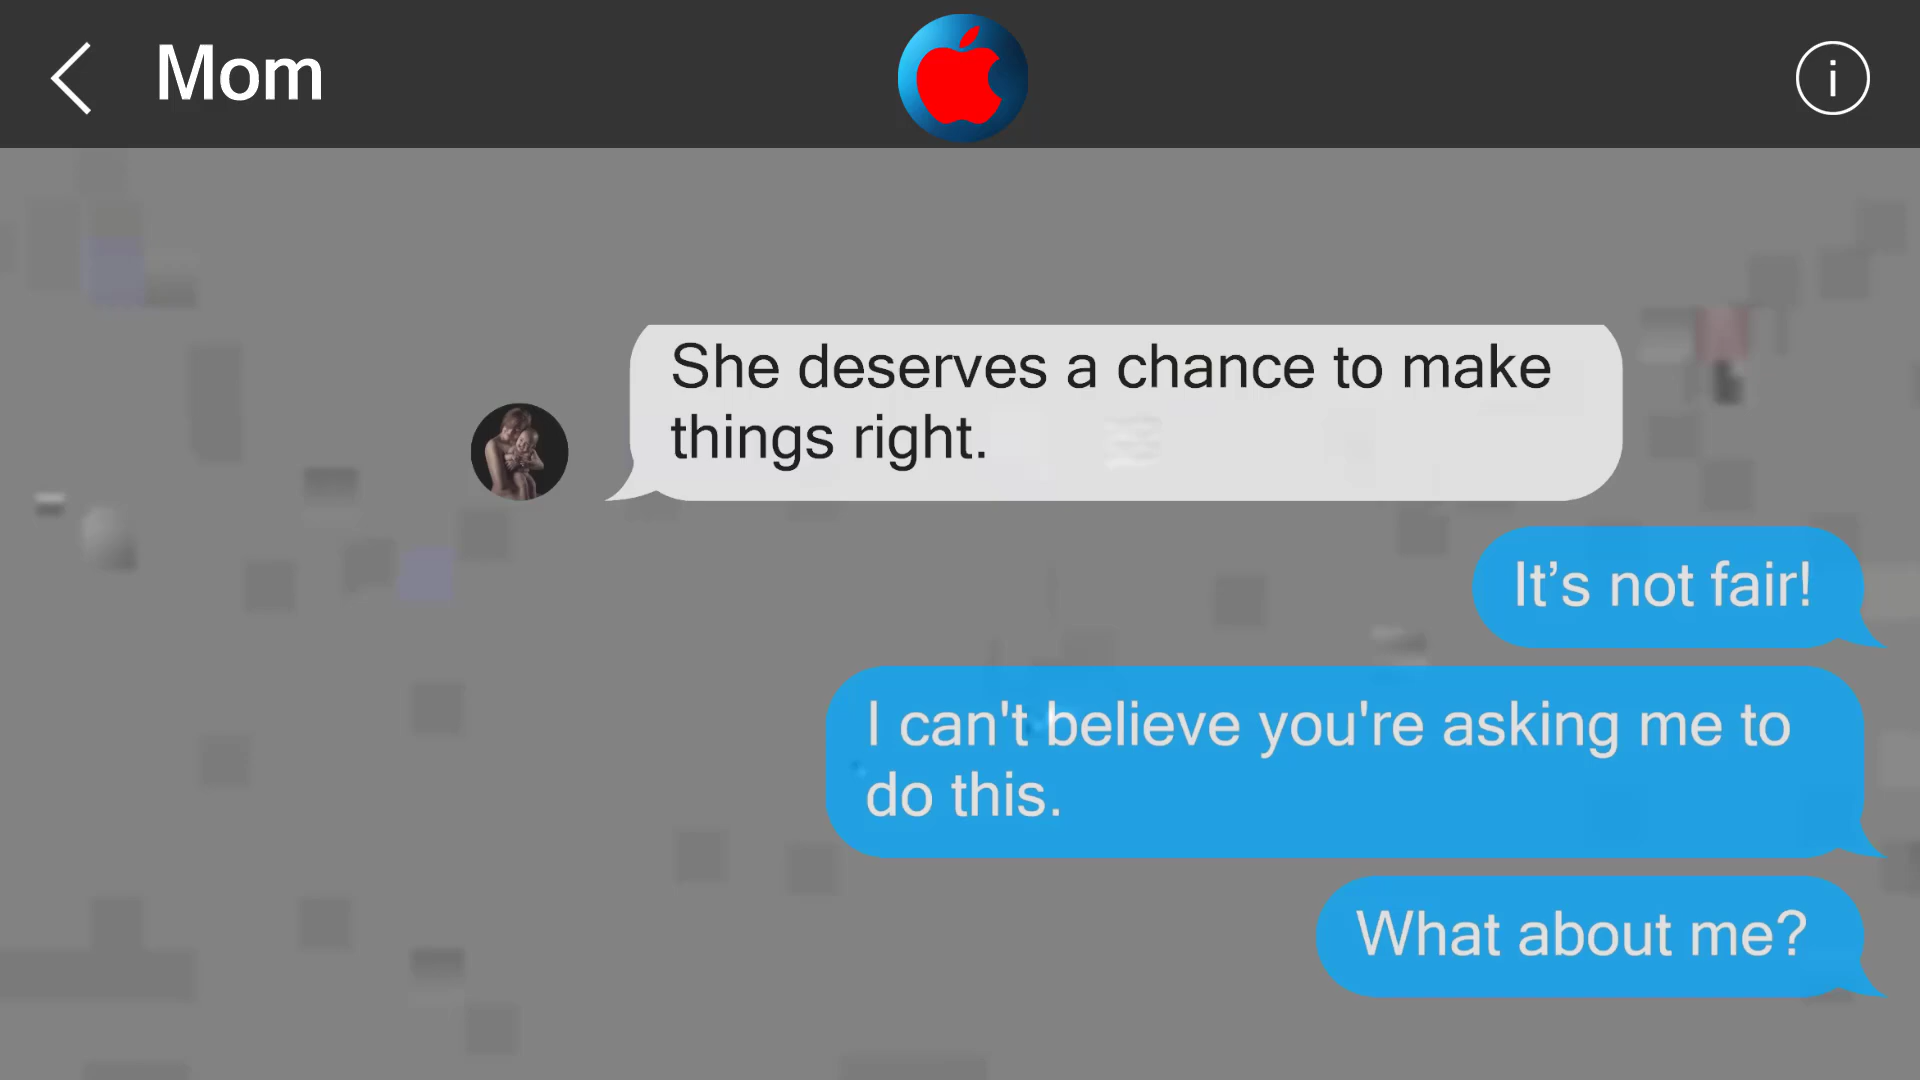 Mom
i
She deserves a chance to make
things right.
It’s not fair!
I can't believe you're asking me to
do this.
What about me?